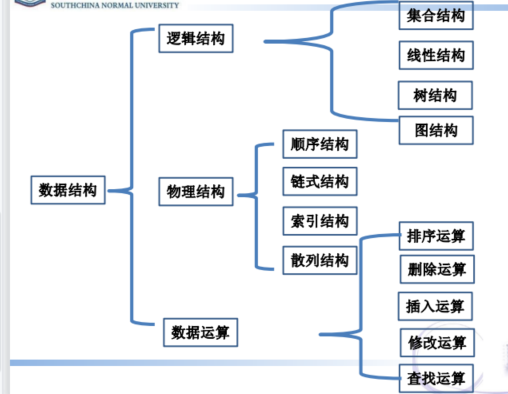 SOUTHCHINA NORMAL UNIVERSITY
数据结构
逻辑结构
集合结构
线性结构
树结构
图结构
物理结构
顺序结构
链式结构
索引结构
散列结构
数据运算
排序运算
删除运算
插入运算
修改运算
查找运算